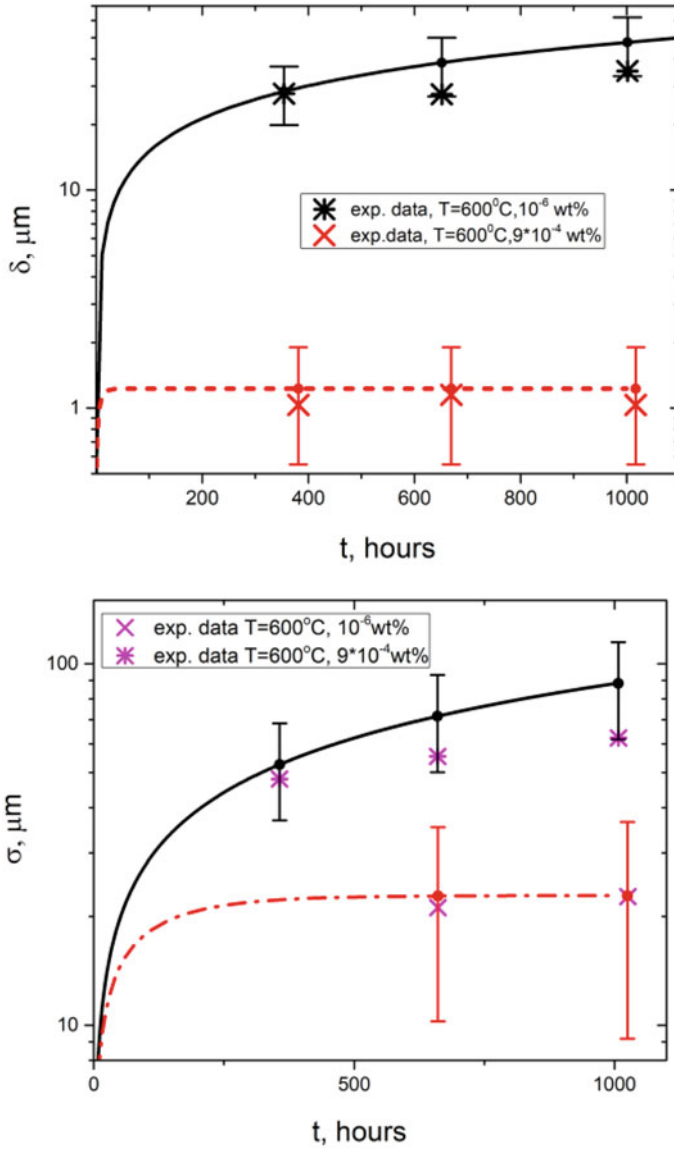 10
1
δ, μm
exp. data, T=600⁰C,10⁻⁶ wt%
exp.data, T=600⁰C,9*10⁻⁴ wt%
200 400 600 800 1000
t, hours
100
10
σ, μm
exp. data T=600°C, 10⁻⁶wt%
exp. data T=600°C, 9*10⁻⁴wt%
0 500 1000
t, hours